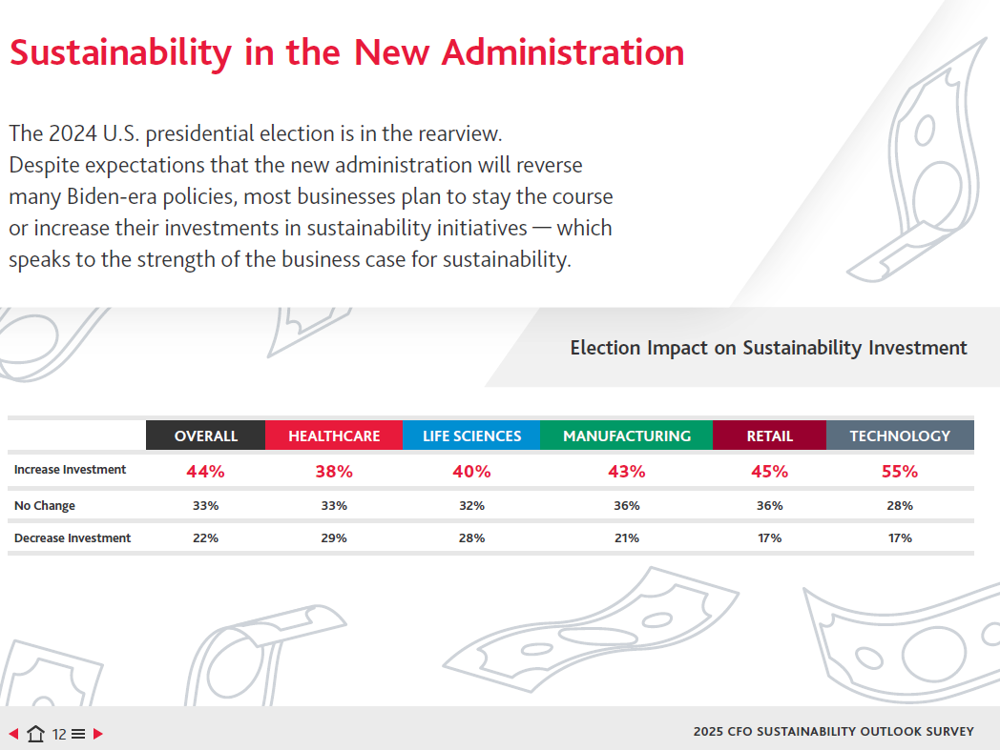 Sustainability in the New Administration
The 2024 U.S. presidential election is in the rearview.
Despite expectations that the new administration will reverse
many Biden-era policies, most businesses plan to stay the course
or increase their investments in sustainability initiatives — which
speaks to the strength of the business case for sustainability.
Election Impact on Sustainability Investment
OVERALL HEALTHCARE LIFE SCIENCES MANUFACTURING RETAIL TECHNOLOGY
Increase Investment 44% 38% 40% 43% 45% 55%
No Change 33% 33% 32% 36% 36% 28%
Decrease Investment 22% 29% 28% 21% 17% 17%
12
2025 CFO SUSTAINABILITY OUTLOOK SURVEY